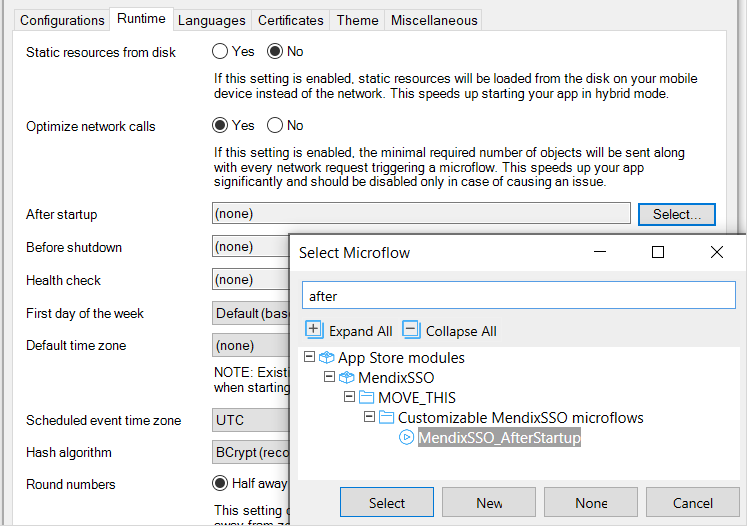 Configurations Runtime Languages Certificates Theme Miscellaneous
Static resources from disk Yes No
If this setting is enabled, static resources will be loaded from the disk on your mobile
device instead of the network. This speeds up starting your app in hybrid mode.
Optimize network calls Yes No
If this setting is enabled, the minimal required number of objects will be sent along
with every network request triggering a microflow. This speeds up your app
significantly and should be disabled only in case of causing an issue.
After startup (none) Select...
Before shutdown (none)
Health check (none)
First day of the week Default (bas
Default time zone (none)
NOTE: Existi
when starting
Scheduled event time zone UTC
Hash algorithm BCrypt (reco
Round numbers Half away
This setting
away from ze
Select Microflow
after
Expand All Collapse All
App Store modules
MendixSSO
MOVE_THIS
Customizable MendixSSO microflows
MendixSSO_AfterStartup
Select New None Cancel